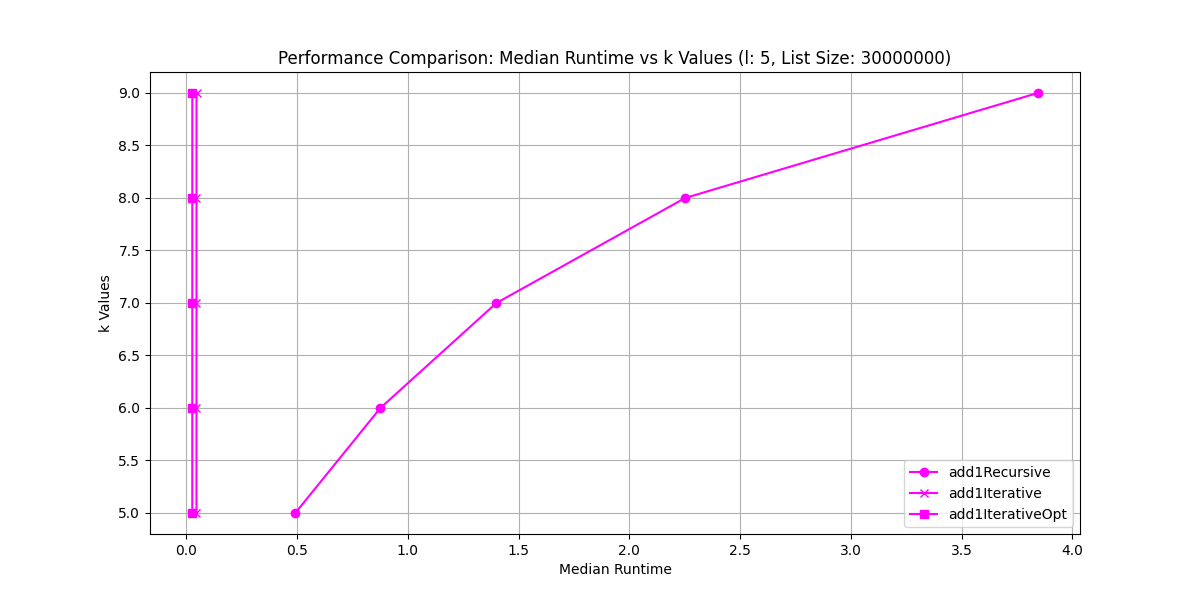 Performance Comparison: Median Runtime vs k Values (l: 5, List Size: 30000000)
k Values
9.0
8.5
8.0
7.5
7.0
6.5
6.0
5.5
5.0
add1Recursive
add1Iterative
add1IterativeOpt
0.0 0.5 1.0 1.5 2.0 2.5 3.0 3.5 4.0
Median Runtime